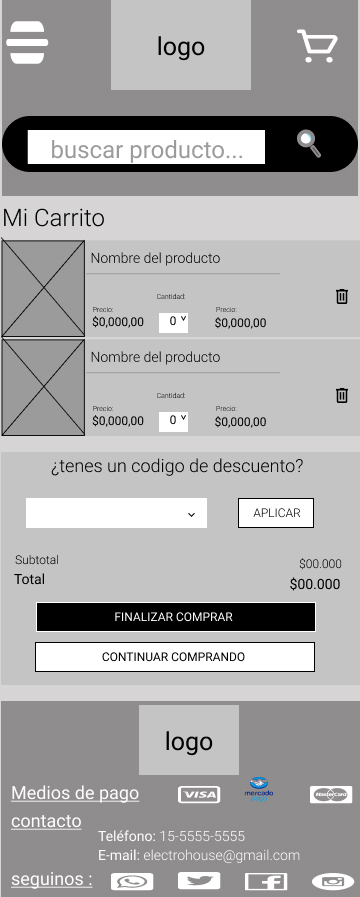 logo
buscar producto...
Mi Carrito
Nombre del producto
Cantidad:
Precio: Precio:
$0,000,00 0 $0,000,00
Nombre del producto
Cantidad:
Precio: Precio:
$0,000,00 0 $0,000,00
¿tenes un codigo de descuento?
APLICAR
Subtotal $00.000
Total $00.000
FINALIZAR COMPRAR
CONTINUAR COMPRANDO
logo
Medios de pago VISA mercado pago MasterCard
contacto
Teléfono: 15-5555-5555
E-mail: electrohouse@gmail.com
seguinos :